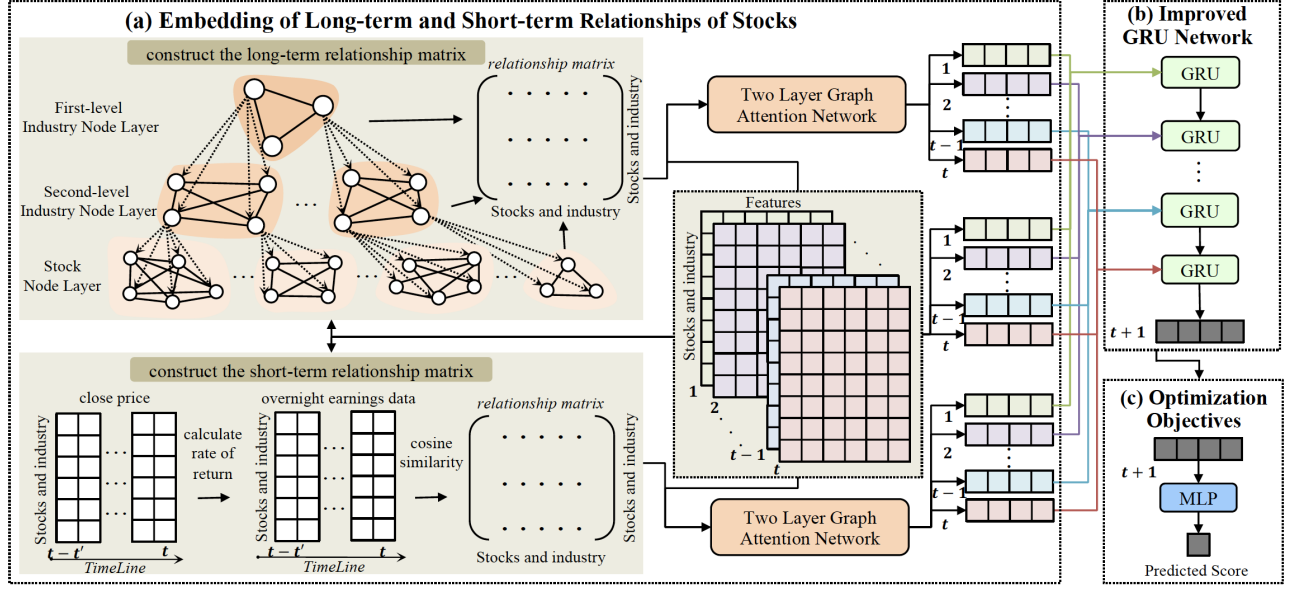 (a) Embedding of Long-term and Short-term Relationships of Stocks
construct the long-term relationship matrix
First-level
Industry Node Layer
Second-level
Industry Node Layer
Stock
Node Layer
...
...
...
...
relationship matrix
Stocks and industry
Stocks and industry
Two Layer Graph
Attention Network
1
2
t − 1
t
Features
Stocks and industry
1
2
t − 1
t
1
2
t − 1
t
construct the short-term relationship matrix
close price
Stocks and industry
...
...
t − t′
t
TimeLine
calculate
rate of
return
overnight earnings data
Stocks and industry
...
...
t − t′
t
TimeLine
cosine
similarity
relationship matrix
Stocks and industry
Stocks and industry
Two Layer Graph
Attention Network
1
2
t − 1
t
(b) Improved
GRU Network
GRU
GRU
GRU
GRU
t + 1
(c) Optimization
Objectives
t + 1
MLP
Predicted Score